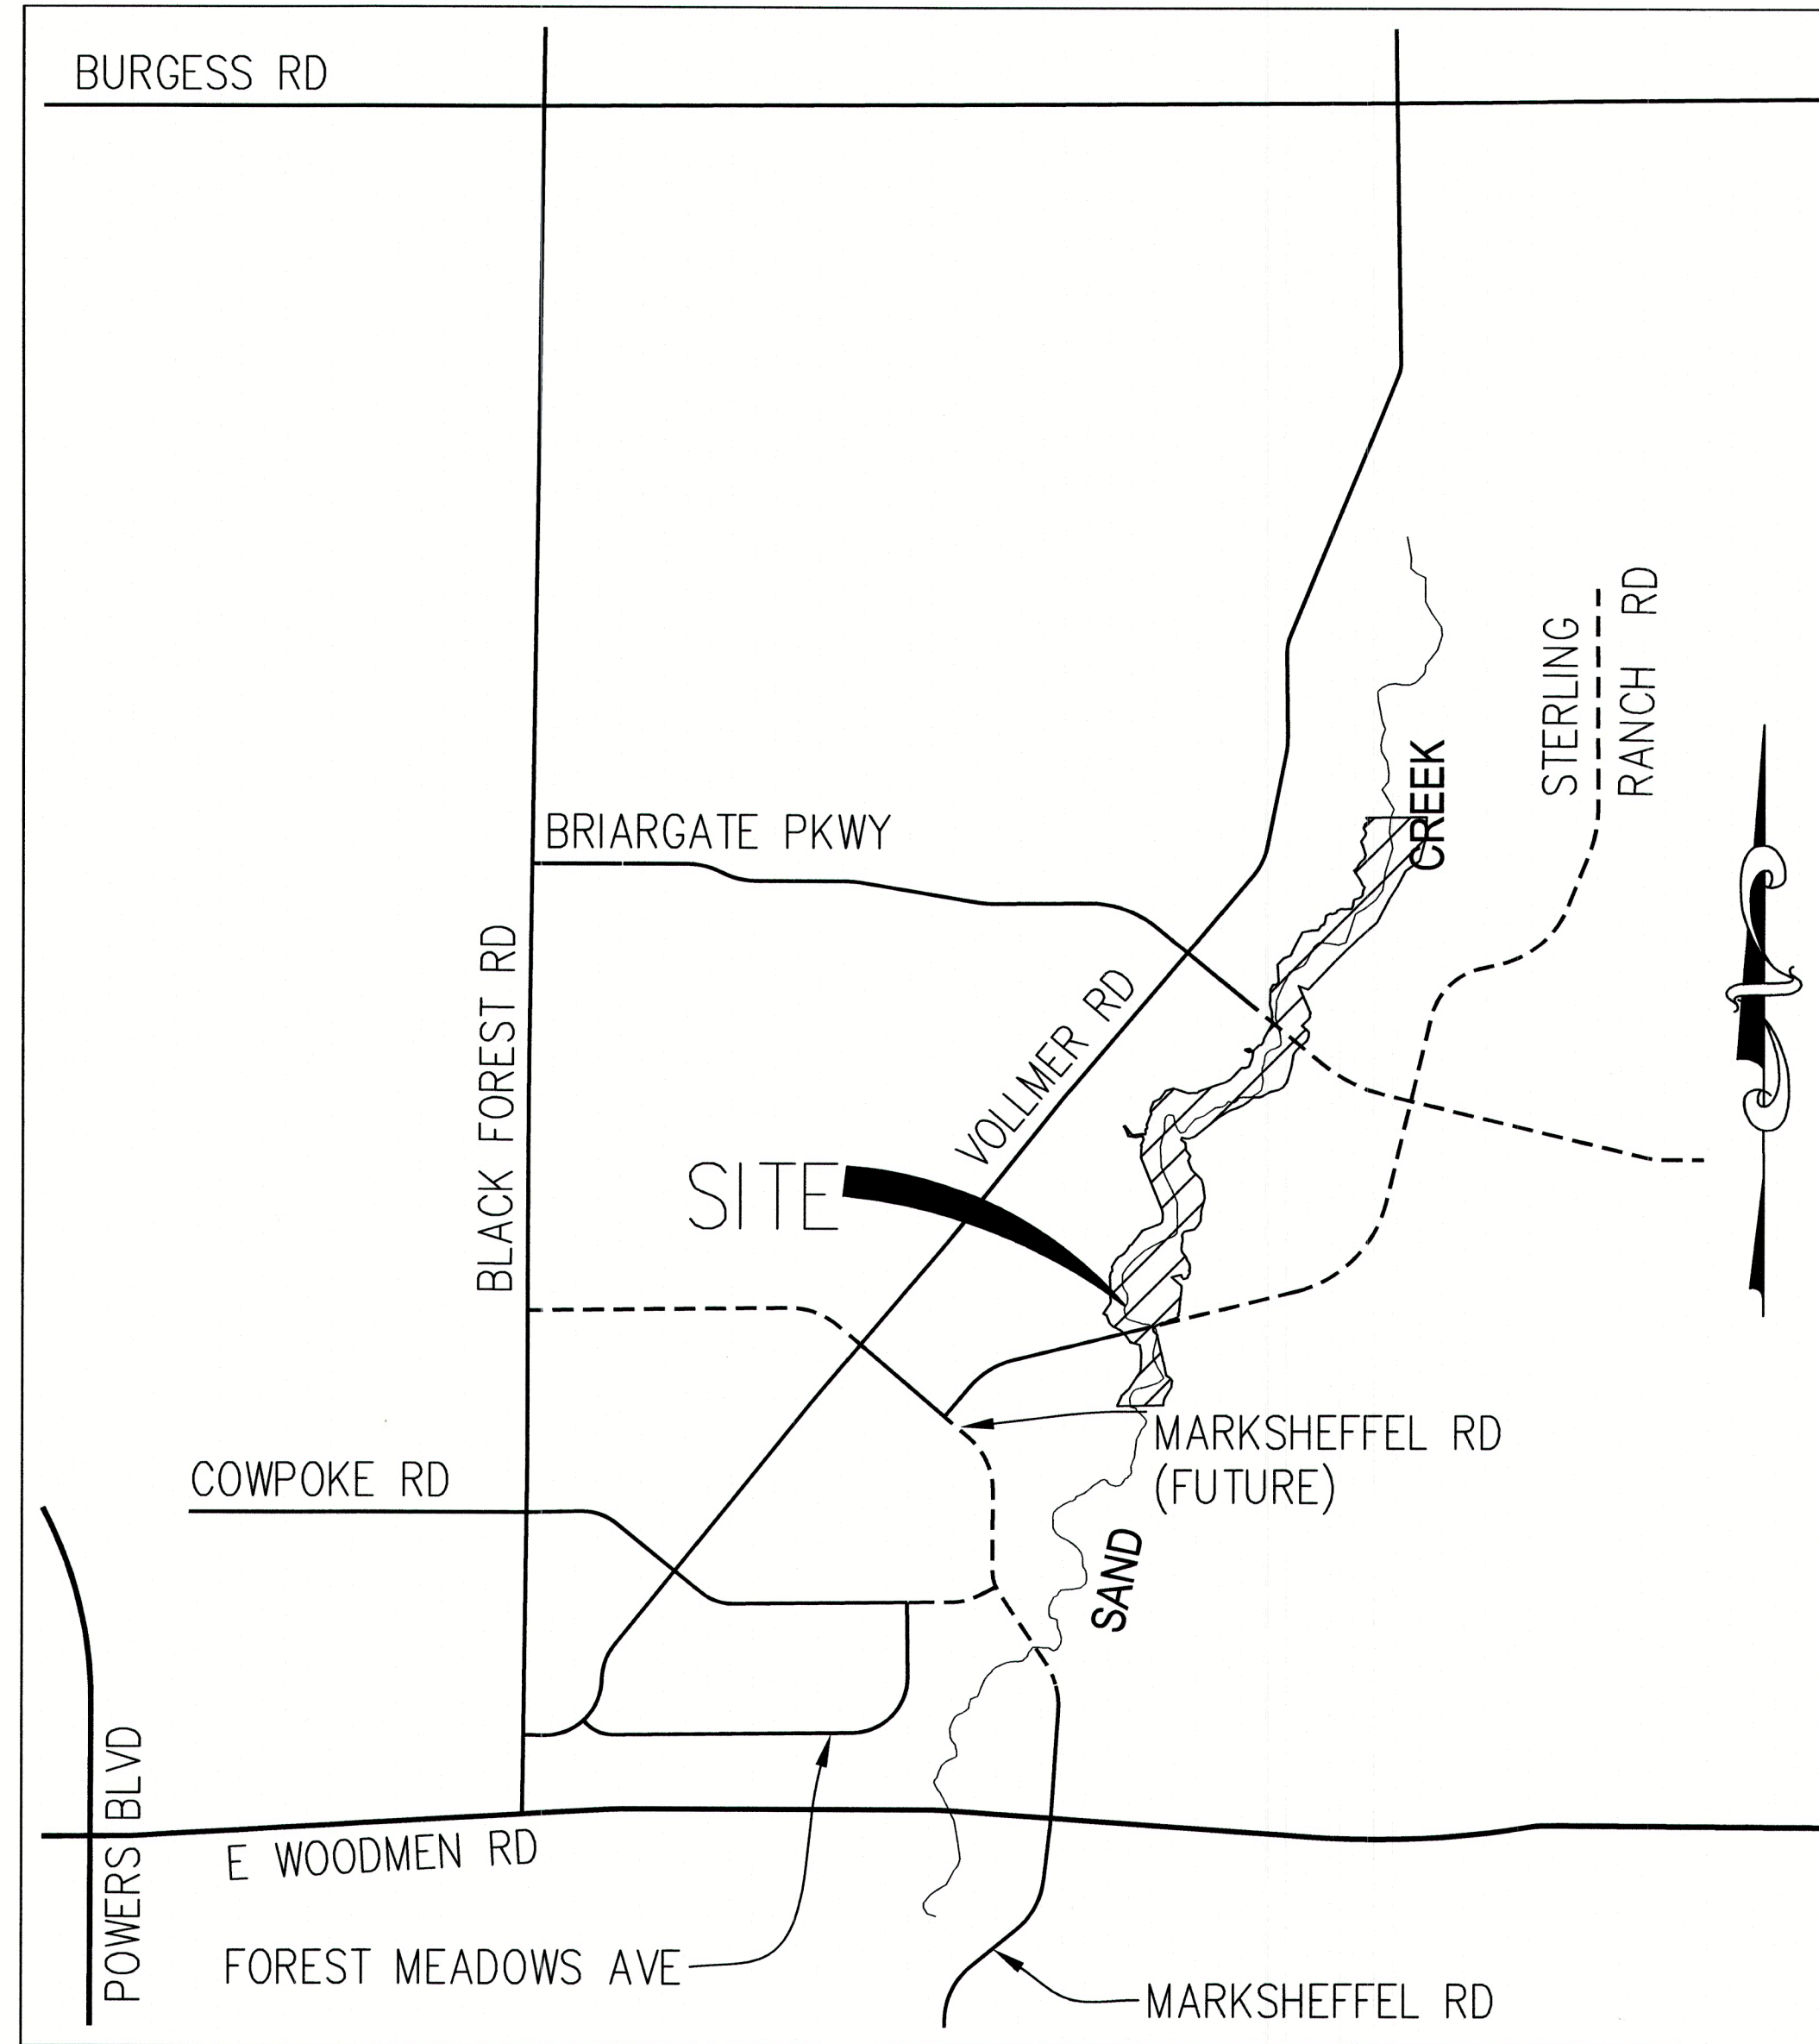 BURGESS RD
STERLING
RANCH RD
CREEK
BRIARGATE PKWY
BLACK FOREST RD
VOLLMER RD
SITE
MARKSHEFFEL RD
(FUTURE)
COWPOKE RD
SAND
POWERS BLVD
E WOODMEN RD
FOREST MEADOWS AVE
MARKSHEFFEL RD